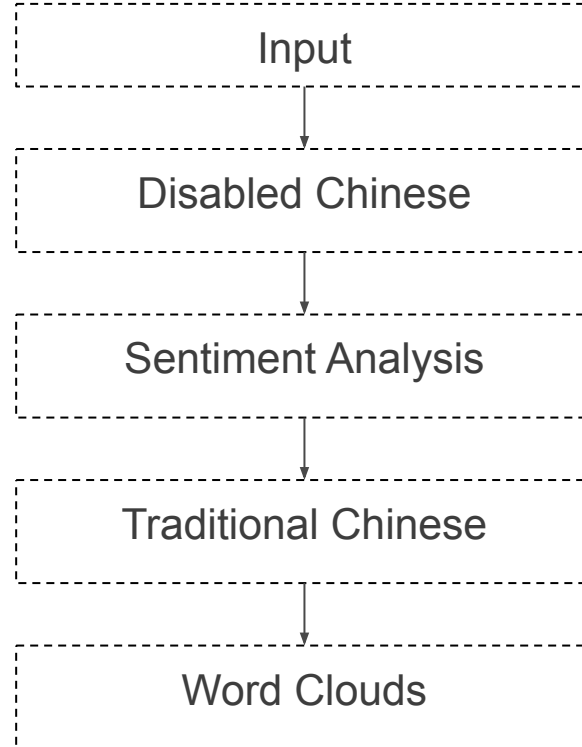 Input
Disabled Chinese
Sentiment Analysis
Traditional Chinese
Word Clouds